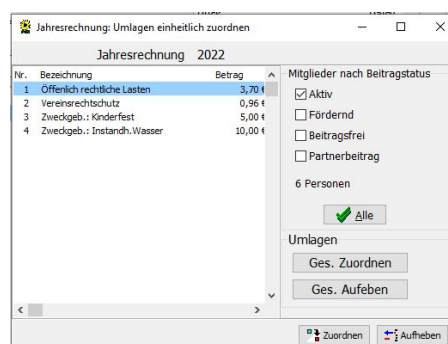 Jahresrechnung: Umlagen einheitlich zuordnen
Jahresrechnung 2022
Nr. Bezeichnung Betrag
1 Öffenlich rechtliche Lasten 3,70 €
2 Vereinsrechtschutz 0,96 €
3 Zweckgeb.: Kinderfest 5,00 €
4 Zweckgeb.: Instandh.Wasser 10,00 €
Mitglieder nach Beitragstatus
Aktiv
Fördernd
Beitragsfrei
Partnerbeitrag
6 Personen
Alle
Umlagen
Ges. Zuordnen
Ges. Aufeben
Zuordnen Aufheben